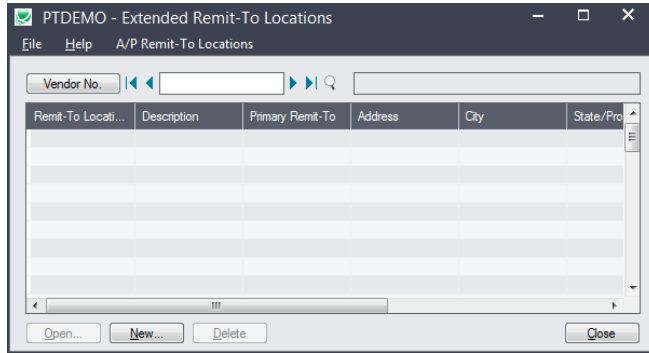 PTDEMO - Extended Remit-To Locations
File Help A/P Remit-To Locations
Vendor No.
Remit-To Locati... Description Primary Remit-To Address City State/Pro
Open... New... Delete Close